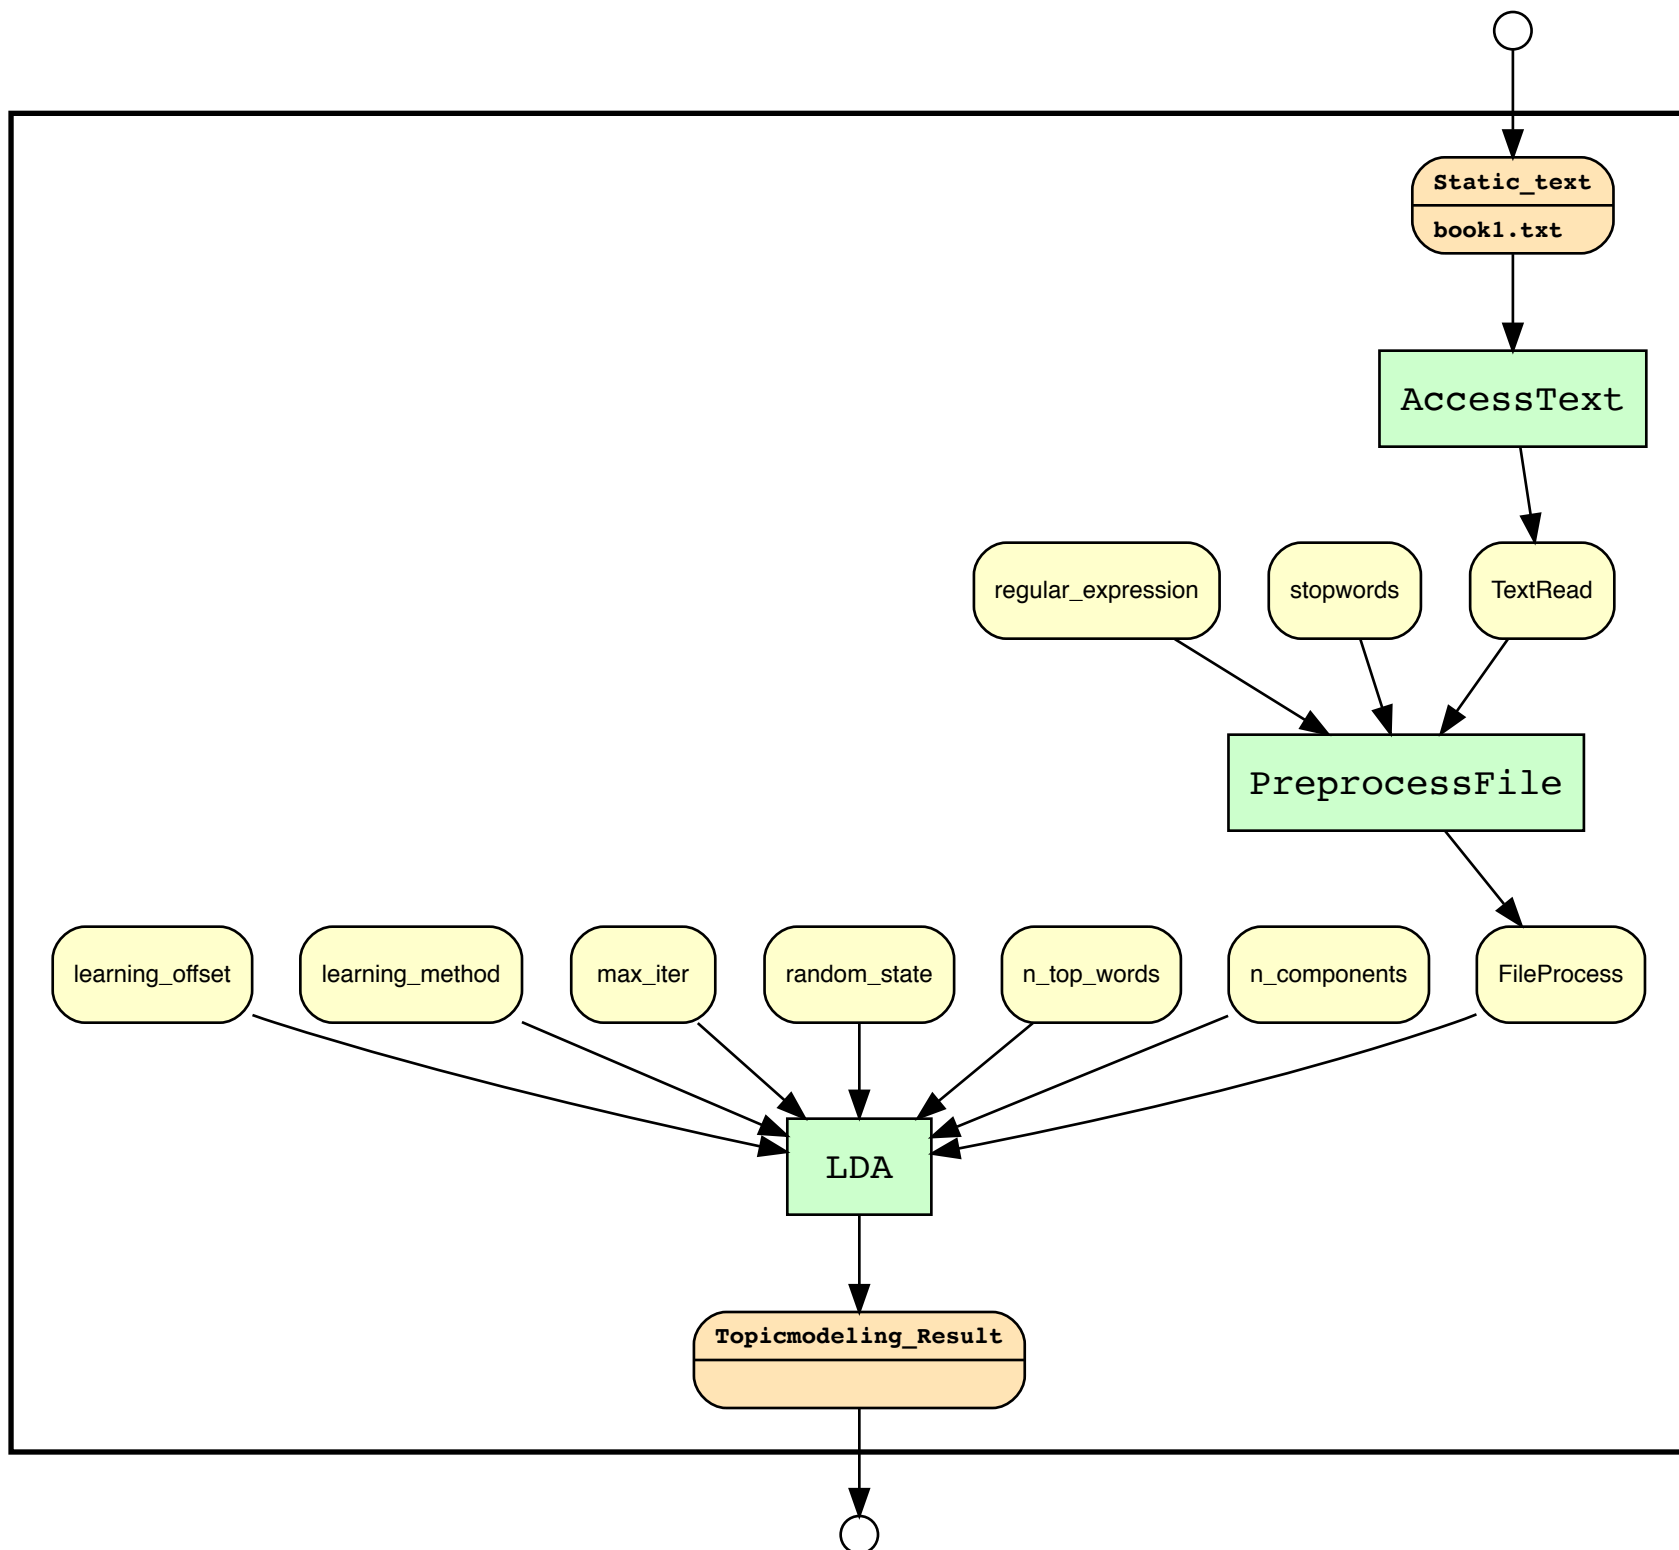 Static_text
book1.txt
AccessText
regular_expression
stopwords
TextRead
PreprocessFile
learning_offset
learning_method
max_iter
random_state
n_top_words
n_components
FileProcess
LDA
Topicmodeling_Result